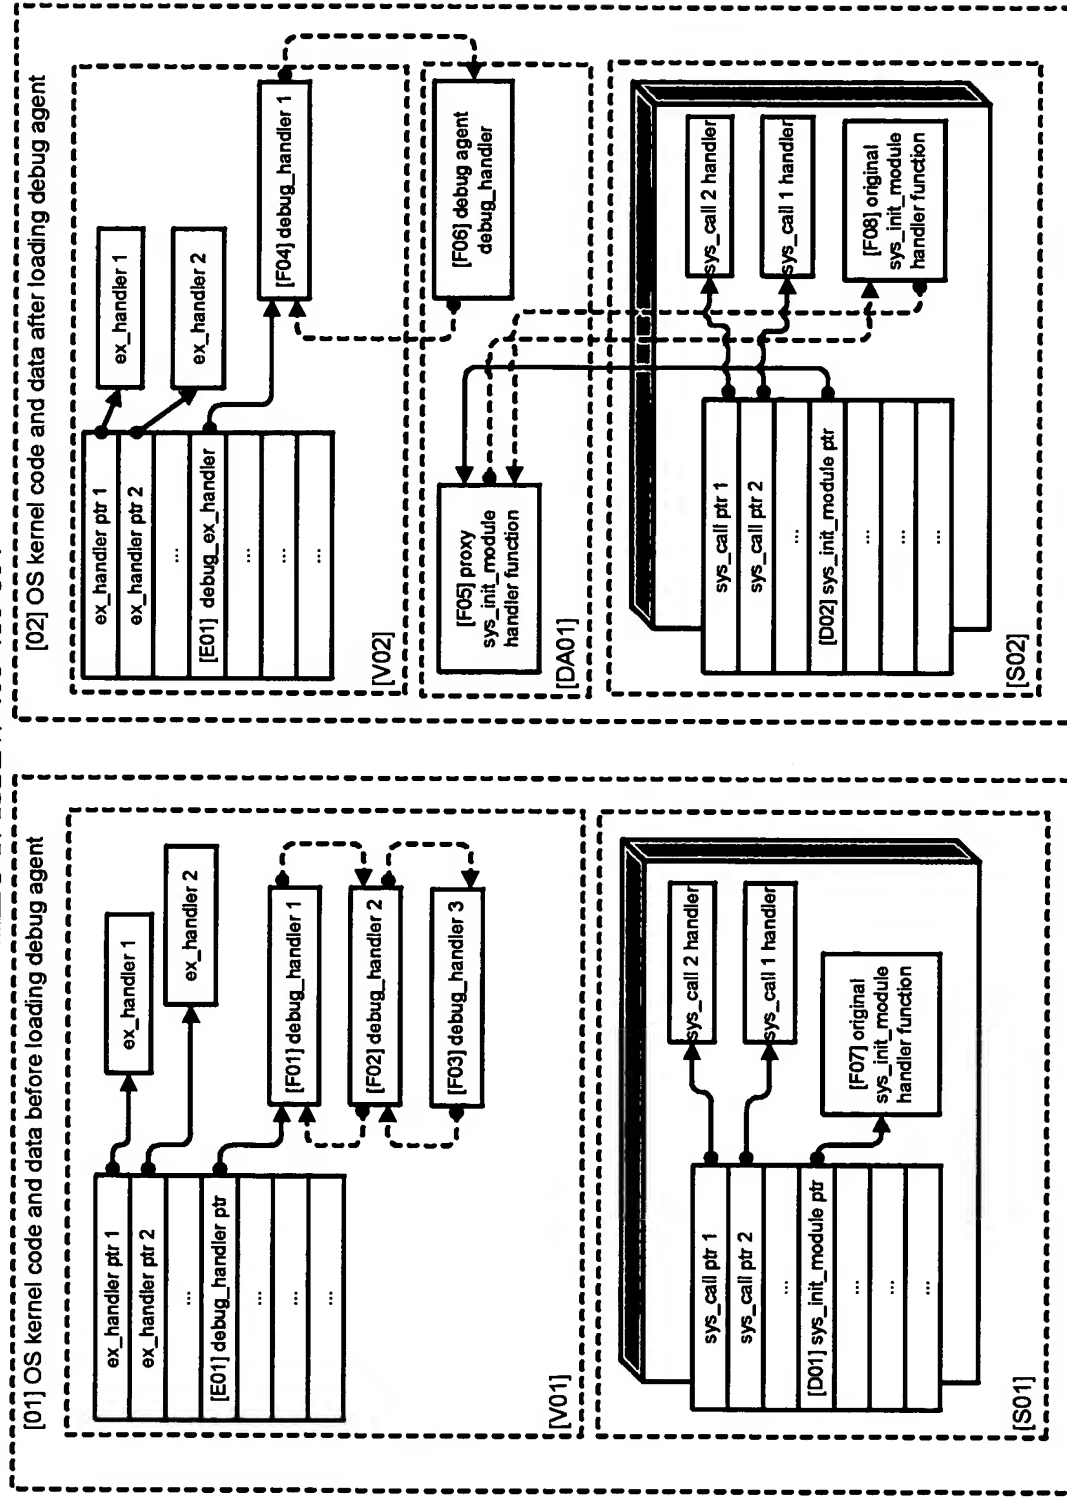 [01] OS kernel code and data before loading debug agent
ex_handler ptr 1
ex_handler ptr 2
...
[E01] debug_handler ptr
...
...
...
ex_handler 1
ex_handler 2
[F01] debug_handler 1
[F02] debug_handler 2
[F03] debug_handler 3
[V01]
sys_call ptr 1
sys_call ptr 2
...
[D01] sys_init_module ptr
...
...
...
sys_call 2 handler
sys_call 1 handler
[F07] original
sys_init_module
handler function
[S01]
[02] OS kernel code and data after loading debug agent
ex_handler ptr 1
ex_handler ptr 2
...
[E01] debug_ex_handler
...
...
...
ex_handler 1
ex_handler 2
[F04] debug_handler 1
[V02]
[F05] proxy
sys_init_module
handler function
[F06] debug agent
debug_handler
[DA01]
sys_call ptr 1
sys_call ptr 2
...
[D02] sys_init_module ptr
...
...
...
sys_call 2 handler
sys_call 1 handler
[F08] original
sys_init_module
handler function
[S02]